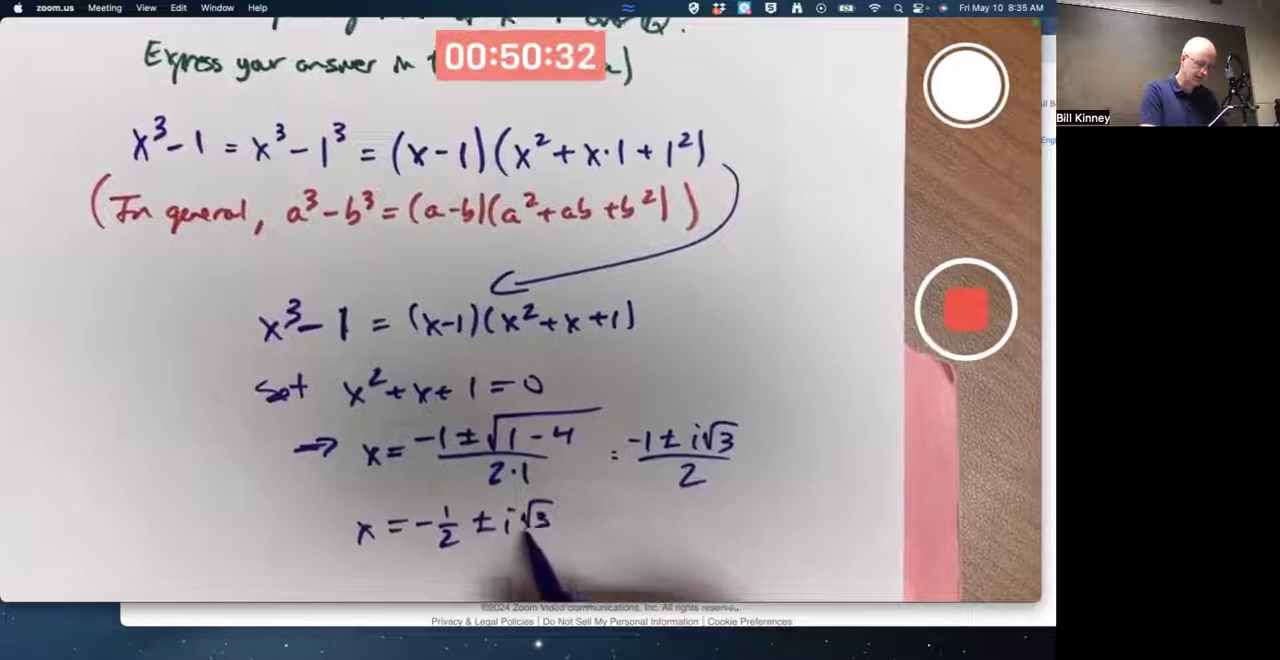 zoom.us Meeting View Edit Window Help Fri May 10 8:35 AM
Express your answer in
00:50:32
Bill Kinney
x³-1 = x³-1³ = (x-1)(x²+x·1+1²)
(In general, a³-b³=(a-b)(a²+ab+b²))
x³-1 = (x-1)(x²+x+1)
Set x²+x+1=0
⇒ x = (-1±√(1-4))/(2·1) = (-1±i√3)/2
x = -1/2 ± i√3
©2024 Zoom Video Communications, Inc. All rights reserved.
Privacy & Legal Policies | Do Not Sell My Personal Information | Cookie Preferences